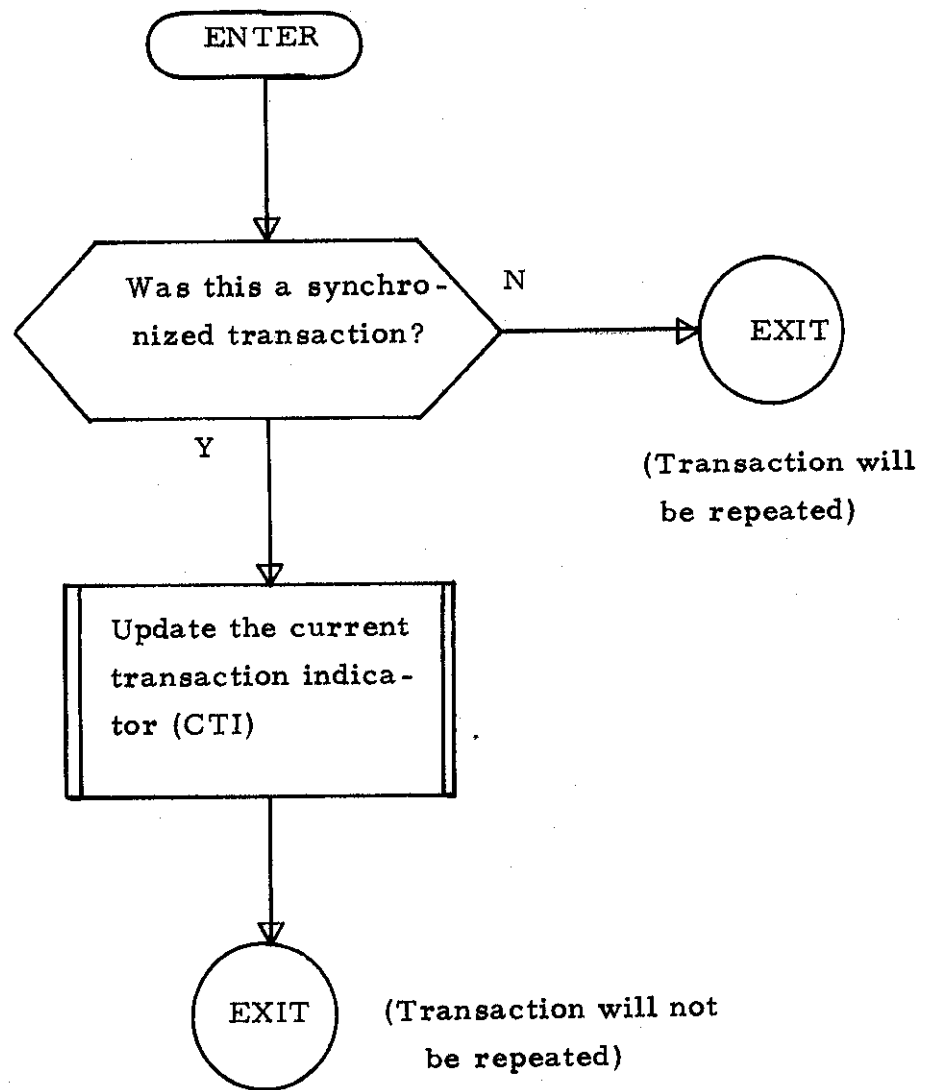 ENTER
Was this a synchro-
nized transaction?
N
EXIT
(Transaction will
be repeated)
Y
Update the current
transaction indica-
tor (CTI)
EXIT
(Transaction will not
be repeated)